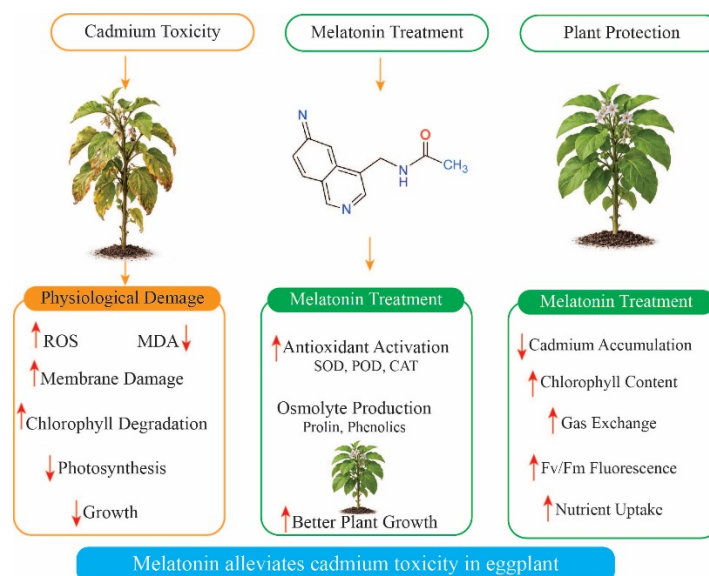 Cadmium Toxicity
Melatonin Treatment
Plant Protection
N
O
N
H
CH3
N
Physiological Damage
ROS MDA
Membrane Damage
Chlorophyll Degradation
Photosynthesis
Growth
Melatonin Treatment
Antioxidant Activation
SOD, POD, CAT
Osmolyte Production
Prolin, Phenolics
Better Plant Growth
Melatonin Treatment
Cadmium Accumulation
Chlorophyll Content
Gas Exchange
Fv/Fm Fluorescence
Nutrient Uptake
Melatonin alleviates cadmium toxicity in eggplant